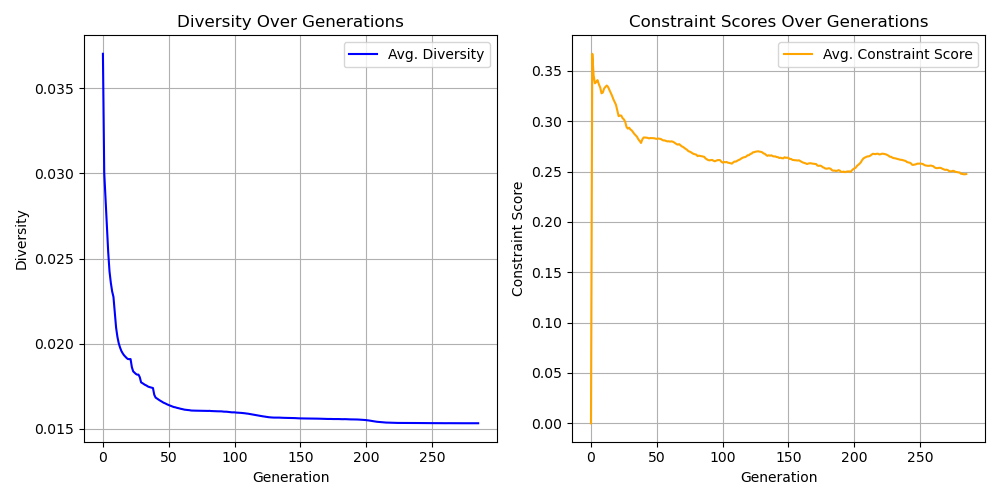 Diversity Over Generations
Avg. Diversity
0.035
0.030
0.025
0.020
0.015
Diversity
0 50 100 150 200 250
Generation
Constraint Scores Over Generations
Avg. Constraint Score
0.35
0.30
0.25
0.20
0.15
0.10
0.05
0.00
Constraint Score
0 50 100 150 200 250
Generation